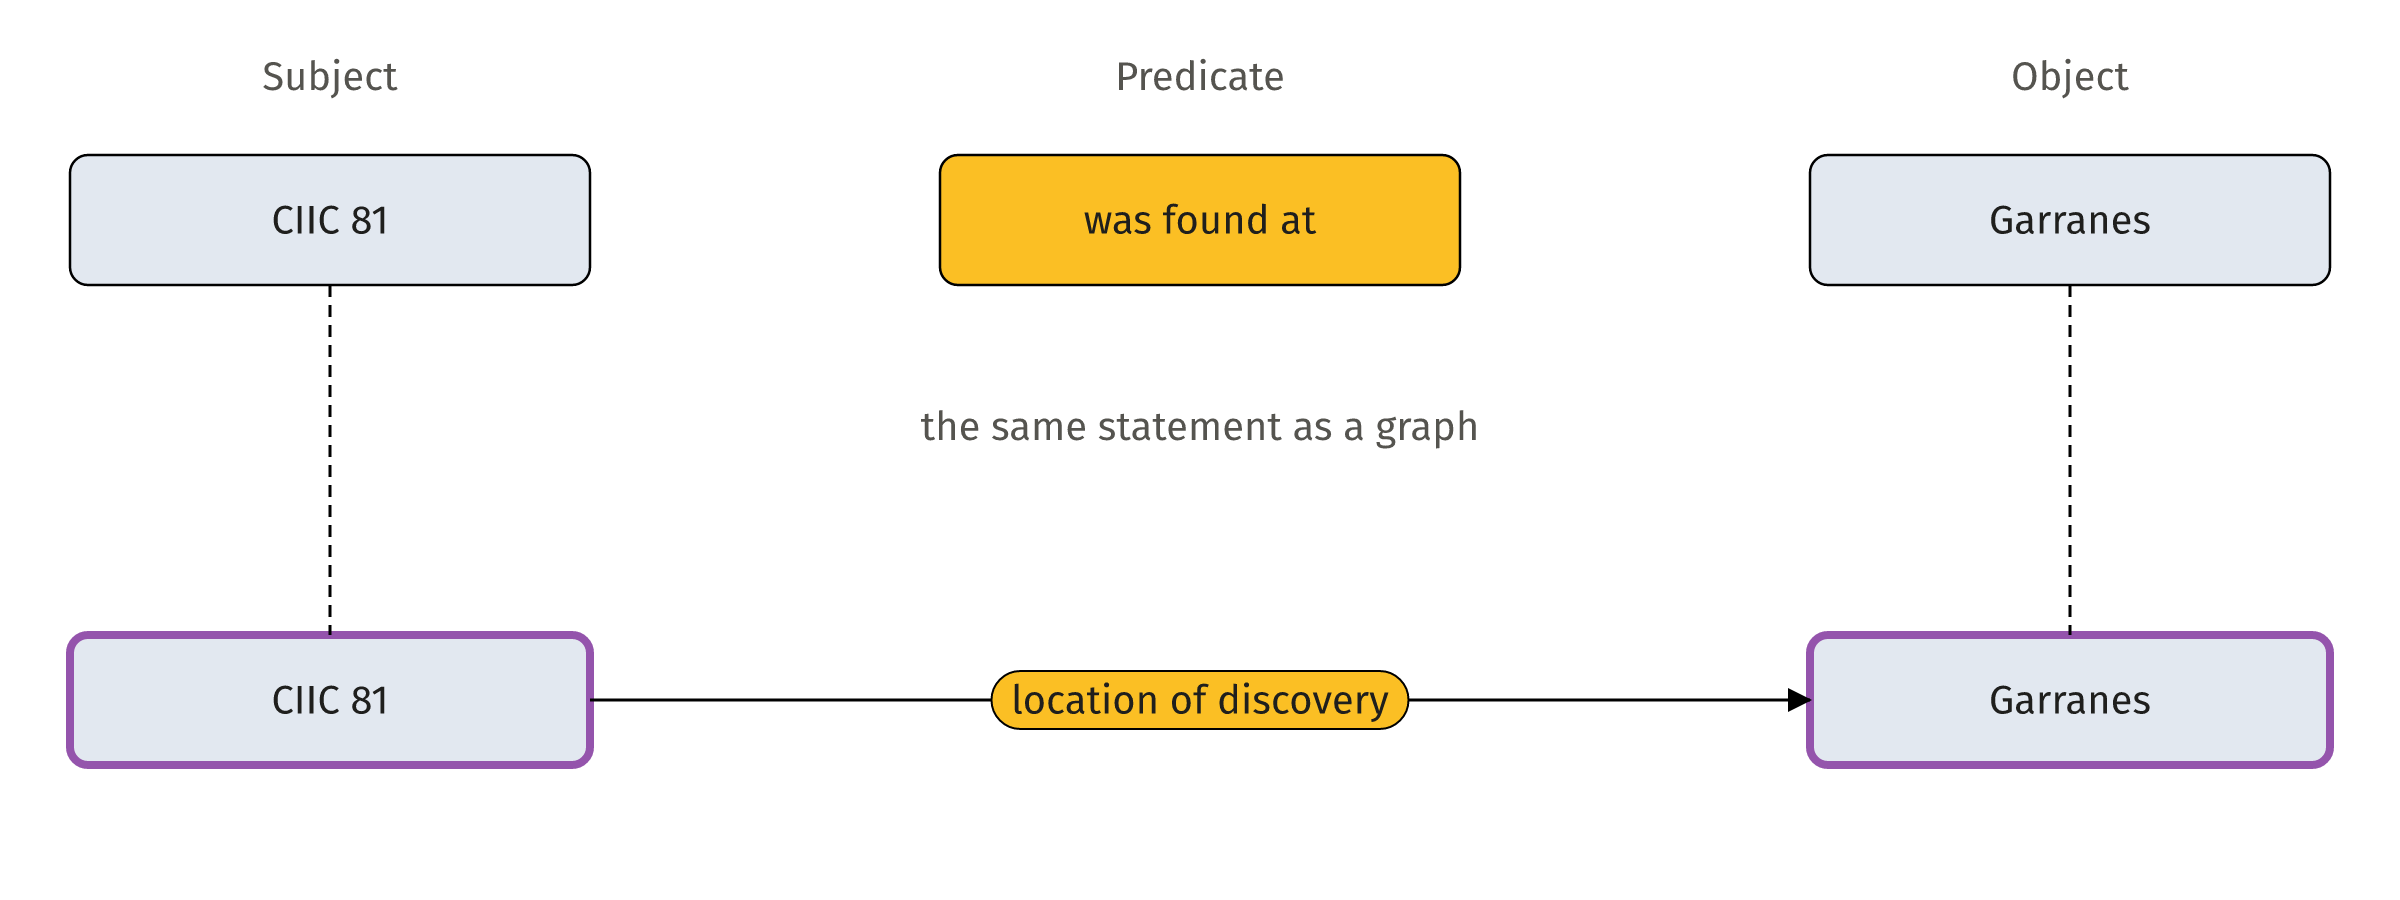 Subject
Predicate
Object
CIIC 81
was found at
Garranes
the same statement as a graph
CIIC 81
location of discovery
Garranes